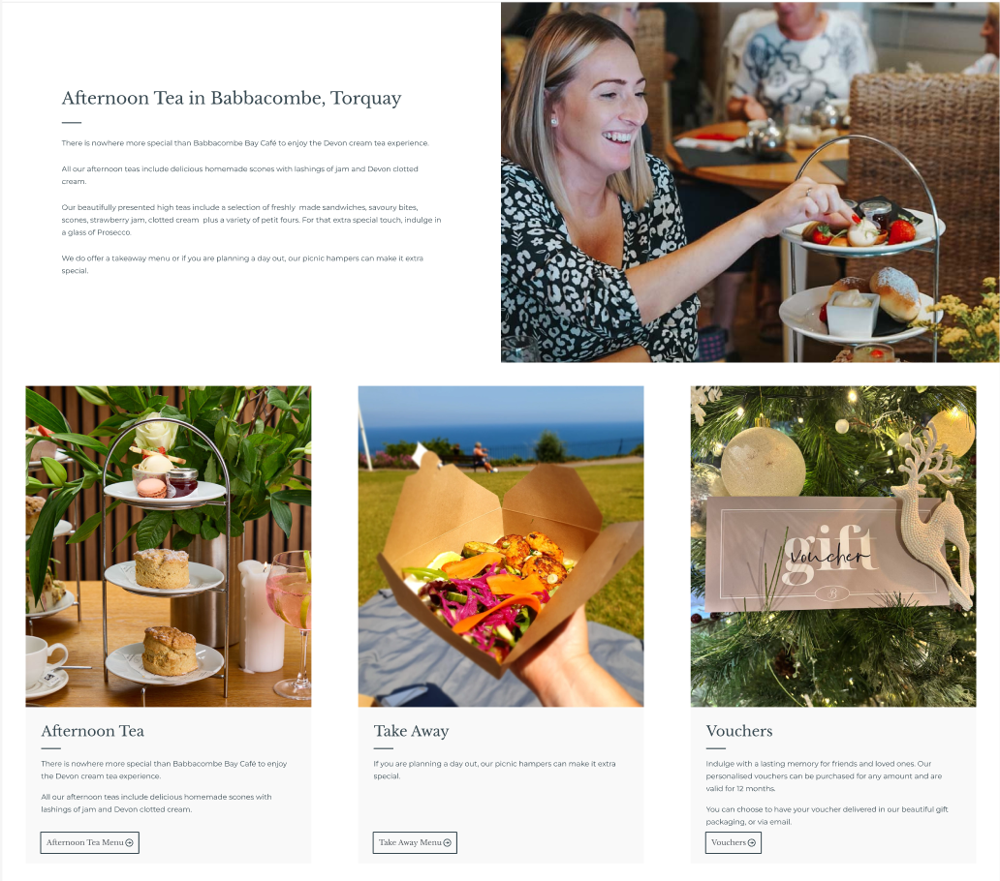 Afternoon Tea in Babbacombe, Torquay
There is nowhere more special than Babbacombe Bay Café to enjoy the Devon cream tea experience.
All our afternoon teas include delicious homemade scones with lashings of jam and Devon clotted
cream.
Our beautifully presented high teas include a selection of freshly  made sandwiches, savoury bites,
scones, strawberry jam, clotted cream  plus a variety of petit fours. For that extra special touch, indulge in
a glass of Prosecco.
We do offer a takeaway menu or if you are planning a day out, our picnic hampers can make it extra
special.
gift
voucher
Afternoon Tea
There is nowhere more special than Babbacombe Bay Café to enjoy
the Devon cream tea experience.
All our afternoon teas include delicious homemade scones with
lashings of jam and Devon clotted cream.
Afternoon Tea Menu
Take Away
If you are planning a day out, our picnic hampers can make it extra
special.
Take Away Menu
Vouchers
Indulge with a lasting memory for friends and loved ones. Our
personalised vouchers can be purchased for any amount and are
valid for 12 months.
You can choose to have your voucher delivered in our beautiful gift
packaging, or via email.
Vouchers